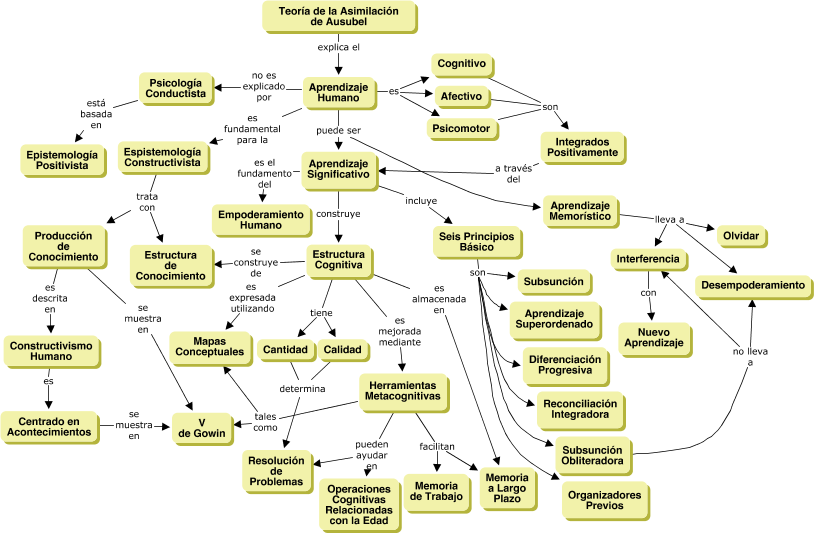 Teoría de la Asimilación
de Ausubel
explica el
Cognitivo
Psicología
Conductista
no es
explicado
por
Aprendizaje
Humano
es
Afectivo
son
Psicomotor
está
basada
en
es
fundamental
para la
puede ser
Integrados
Positivamente
Epistemología
Positivista
Espistemología
Constructivista
es el
fundamento
del
Aprendizaje
Significativo
a través
del
trata
con
Empoderamiento
Humano
construye
incluye
Aprendizaje
Memorístico
lleva a
Olvidar
Producción
de
Conocimiento
Estructura
de
Conocimiento
se
construye
de
Estructura
Cognitiva
Seis Principios
Básico
Interferencia
Desempoderamiento
son
Subsunción
es
descrita
en
se
muestra
en
es
expresada
utilizando
tiene
es
mejorada
mediante
es
almacenada
en
con
Aprendizaje
Superordenado
Nuevo
Aprendizaje
Constructivismo
Humano
Mapas
Conceptuales
Cantidad
Calidad
Diferenciación
Progresiva
no lleva
a
es
determina
Herramientas
Metacognitivas
Reconciliación
Integradora
Centrado en
Acontecimientos
se
muestra
en
V
de Gowin
tales
como
pueden
ayudar
en
facilitan
Subsunción
Obliteradora
Resolución
de
Problemas
Operaciones
Cognitivas
Relacionadas
con la Edad
Memoria
de Trabajo
Memoria
a Largo
Plazo
Organizadores
Previos